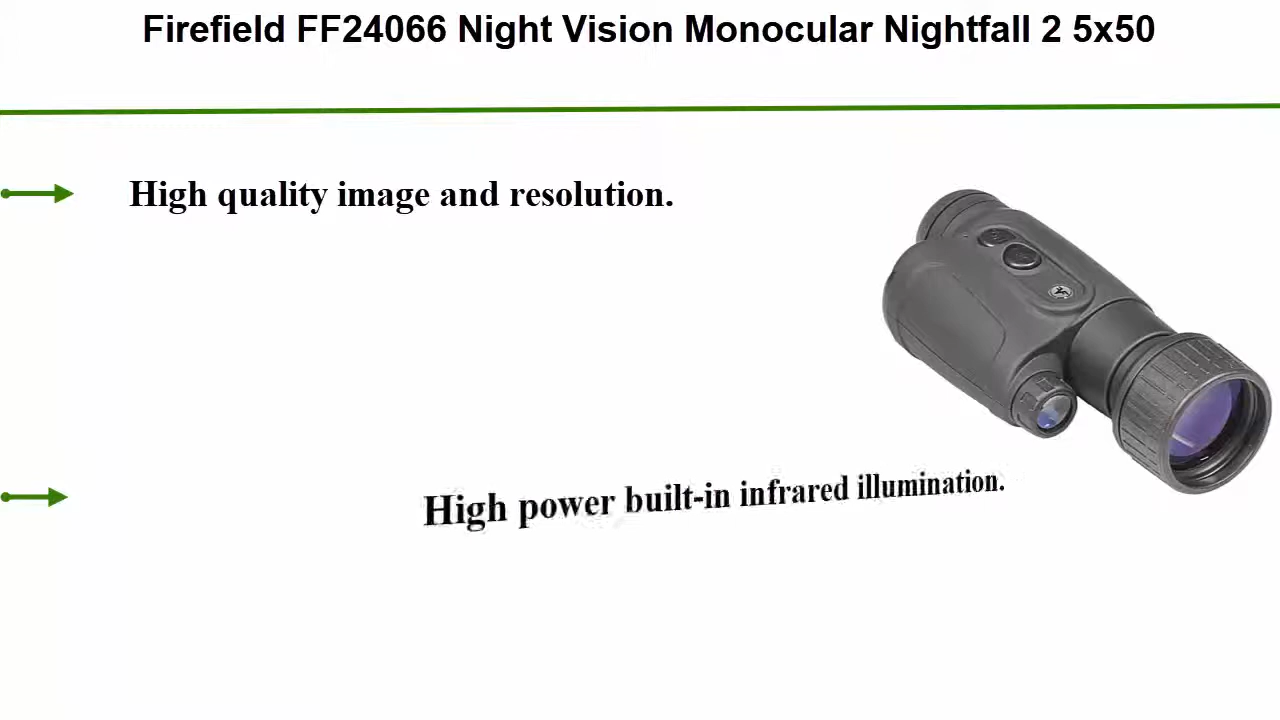 Firefield FF24066 Night Vision Monocular Nightfall 2 5x50
High quality image and resolution.
High power built-in infrared illumination.